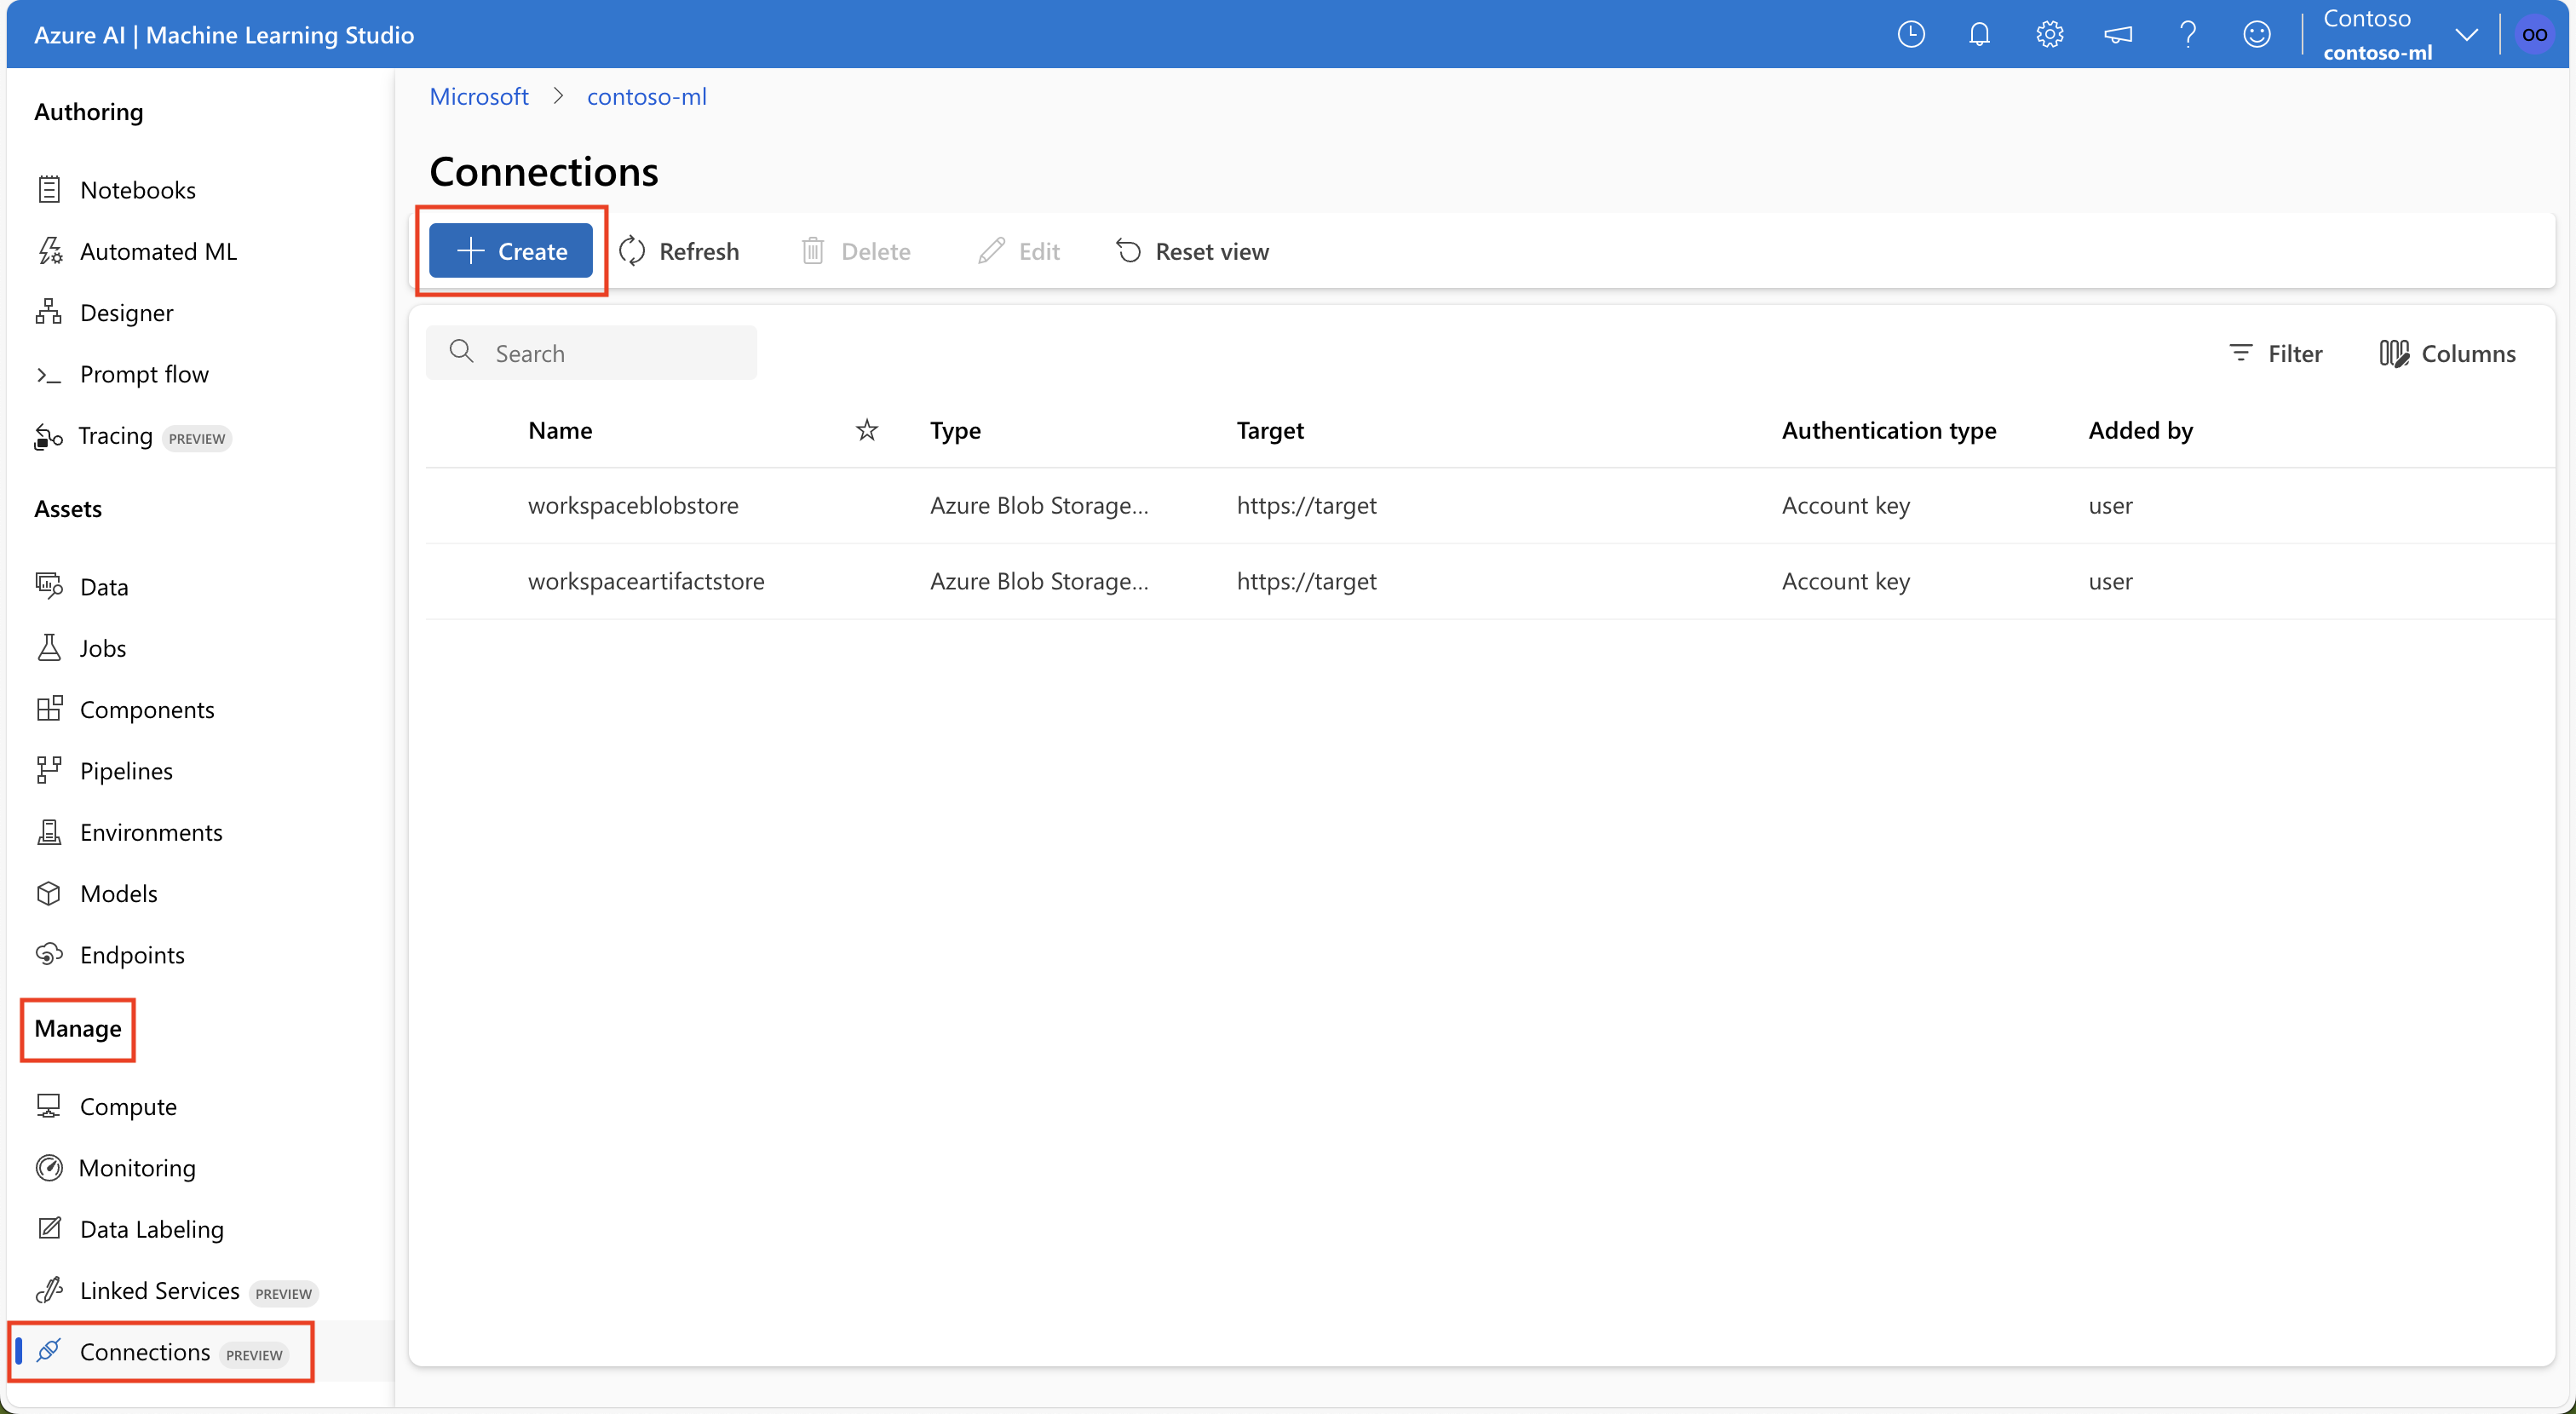 Azure AI | Machine Learning Studio
Contoso
contoso-ml
OO
Authoring
Notebooks
Automated ML
Designer
Prompt flow
Tracing PREVIEW
Assets
Data
Jobs
Components
Pipelines
Environments
Models
Endpoints
Manage
Compute
Monitoring
Data Labeling
Linked Services PREVIEW
Connections PREVIEW
Microsoft > contoso-ml
Connections
Create Refresh Delete Edit Reset view
Search Filter Columns
Name Type Target Authentication type Added by
workspaceblobstore Azure Blob Storage... https://target Account key user
workspaceartifactstore Azure Blob Storage... https://target Account key user